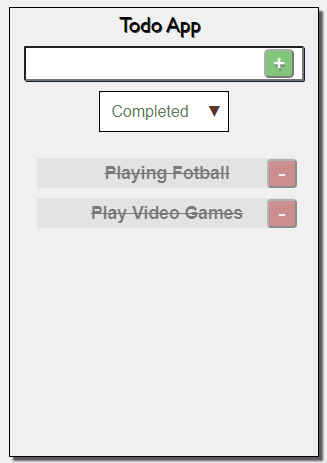 Todo App
+
Completed ▼
Playing Fotball -
Play Video Games -